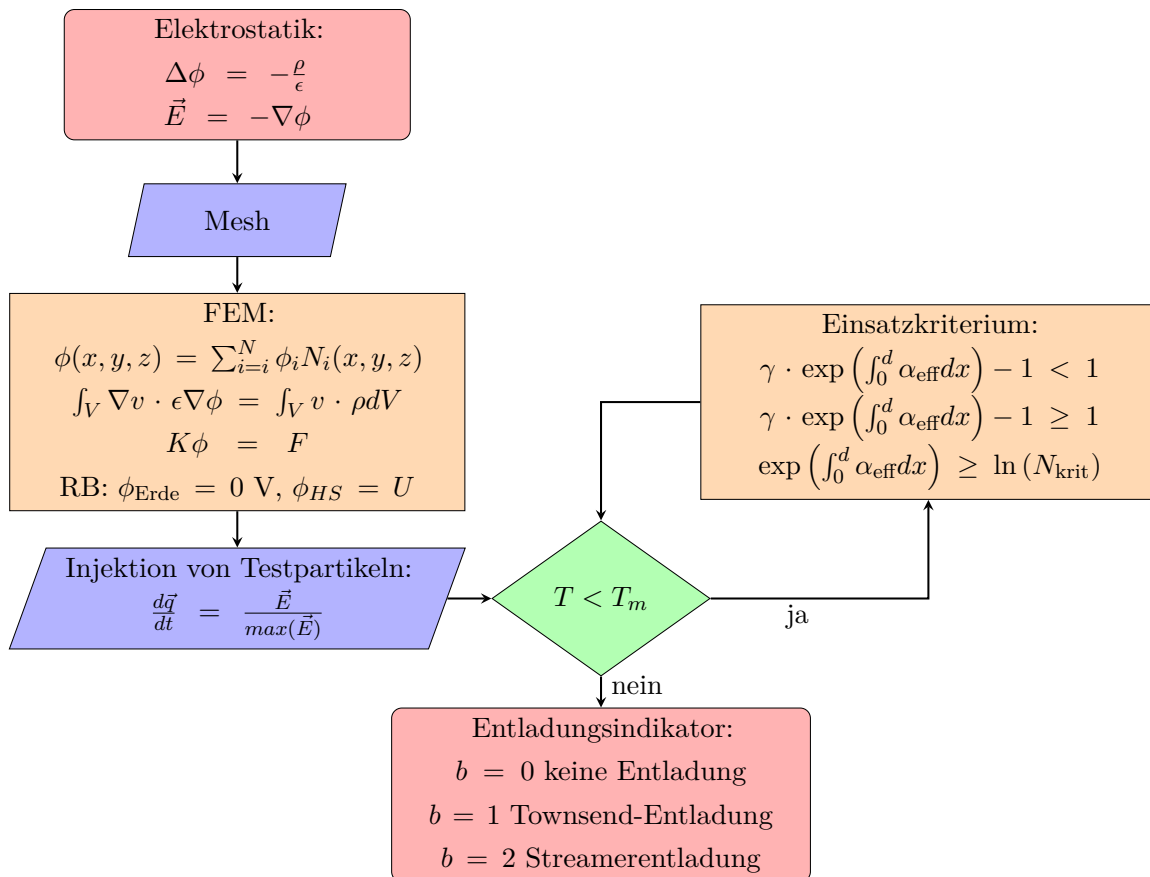 Elektrostatik:
Δϕ = −ρ/ϵ
E⃗ = −∇ϕ
Mesh
FEM:
ϕ(x, y, z) = ∑_{i=i}^{N} ϕ_i N_i(x, y, z)
∫_V ∇v · ϵ∇ϕ = ∫_V v · ρdV
Kϕ = F
RB: ϕ_Erde = 0 V, ϕ_HS = U
Injektion von Testpartikeln:
dq⃗/dt = E⃗/max(E⃗)
T < T_m
ja
Einsatzkriterium:
γ · exp(∫_0^d α_eff dx) − 1 < 1
γ · exp(∫_0^d α_eff dx) − 1 ≥ 1
exp(∫_0^d α_eff dx) ≥ ln(N_krit)
nein
Entladungsindikator:
b = 0 keine Entladung
b = 1 Townsend-Entladung
b = 2 Streamerentladung